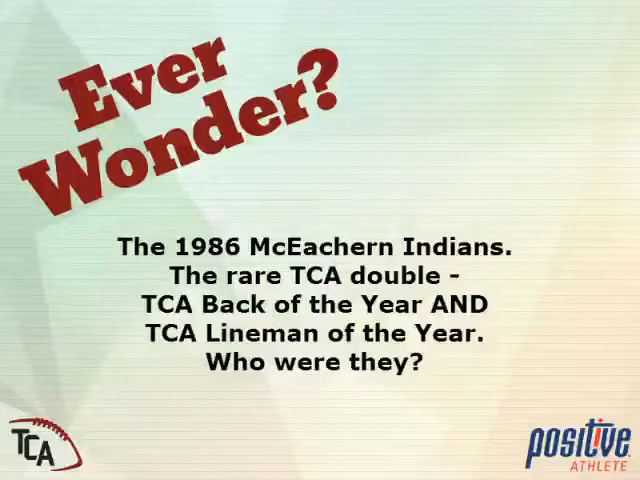 Ever
Wonder?
The 1986 McEachern Indians.
The rare TCA double -
TCA Back of the Year AND
TCA Lineman of the Year.
Who were they?
TCA
positive
ATHLETE